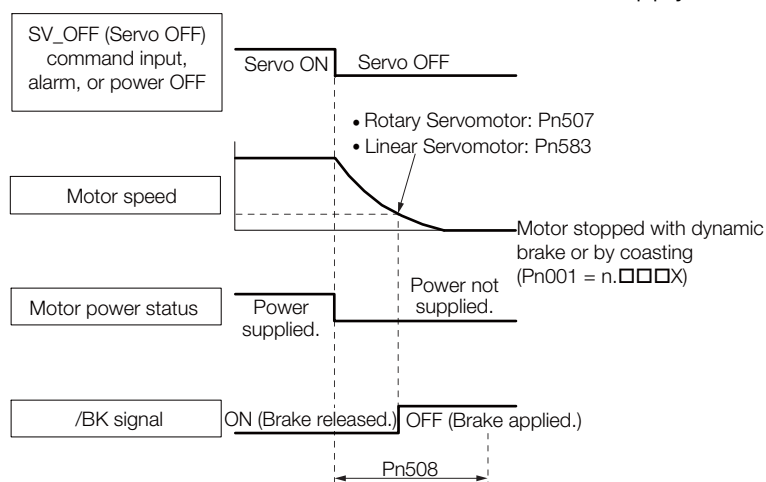 SV_OFF (Servo OFF)
command input,
alarm, or power OFF
Servo ON
Servo OFF
• Rotary Servomotor: Pn507
• Linear Servomotor: Pn583
Motor speed
Motor stopped with dynamic
brake or by coasting
(Pn001 = n.□□□X)
Motor power status
Power
supplied.
Power not
supplied.
/BK signal
ON (Brake released.)
OFF (Brake applied.)
Pn508